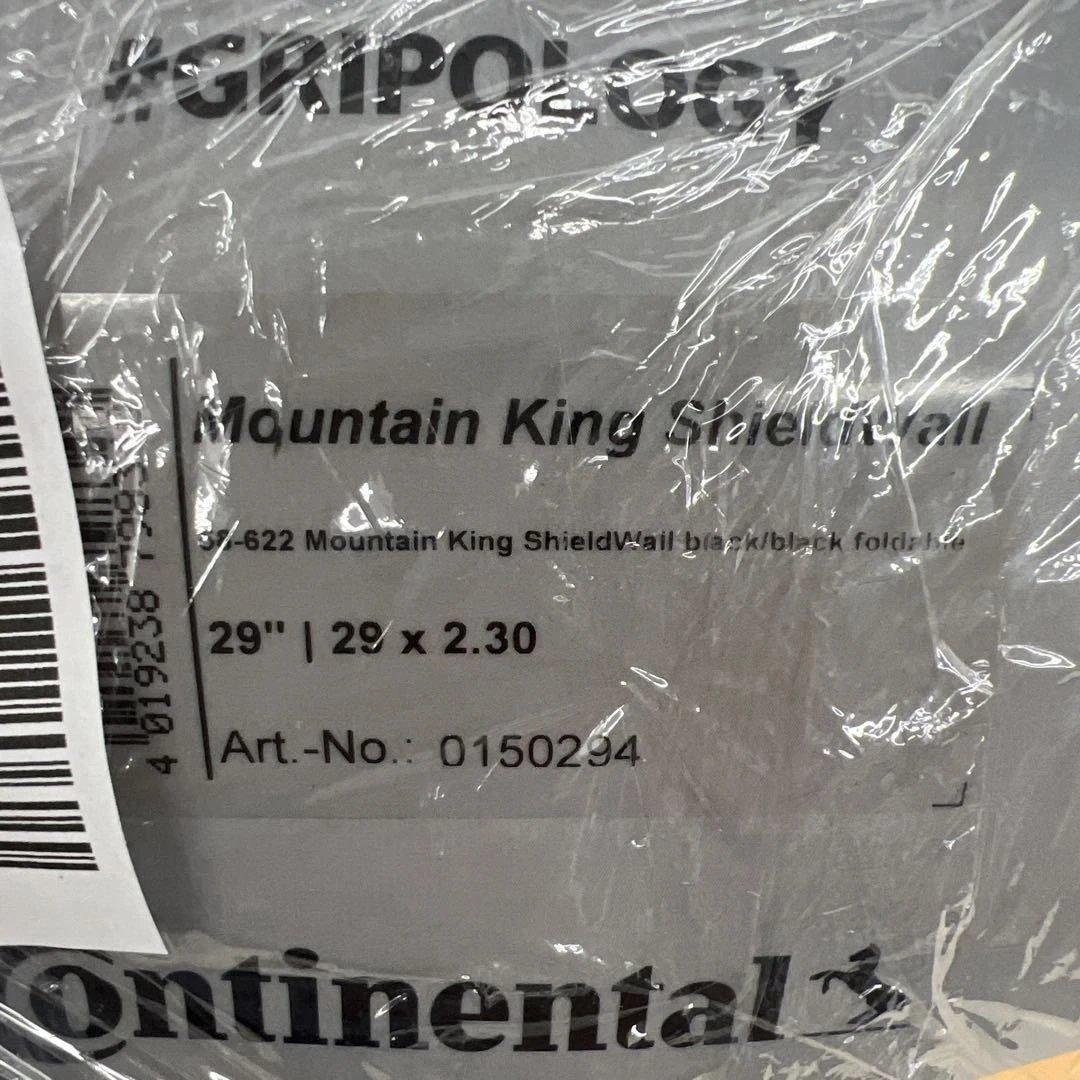 #GRIPOLOGY
Mountain King ShieldWall
58-622 Mountain King ShieldWall black/black foldable
29" | 29 x 2.30
Art.-No.: 0150294
4 019238
Continental